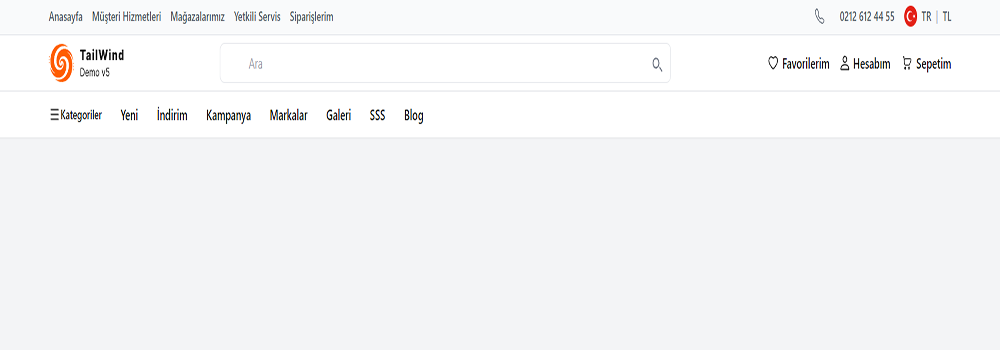 Anasayfa Müşteri Hizmetleri Mağazalarımız Yetkili Servis Siparişlerim 0212 612 44 55 TR | TL
TailWind
Demo v5
Ara
Favorilerim Hesabım Sepetim
Kategoriler Yeni İndirim Kampanya Markalar Galeri SSS Blog